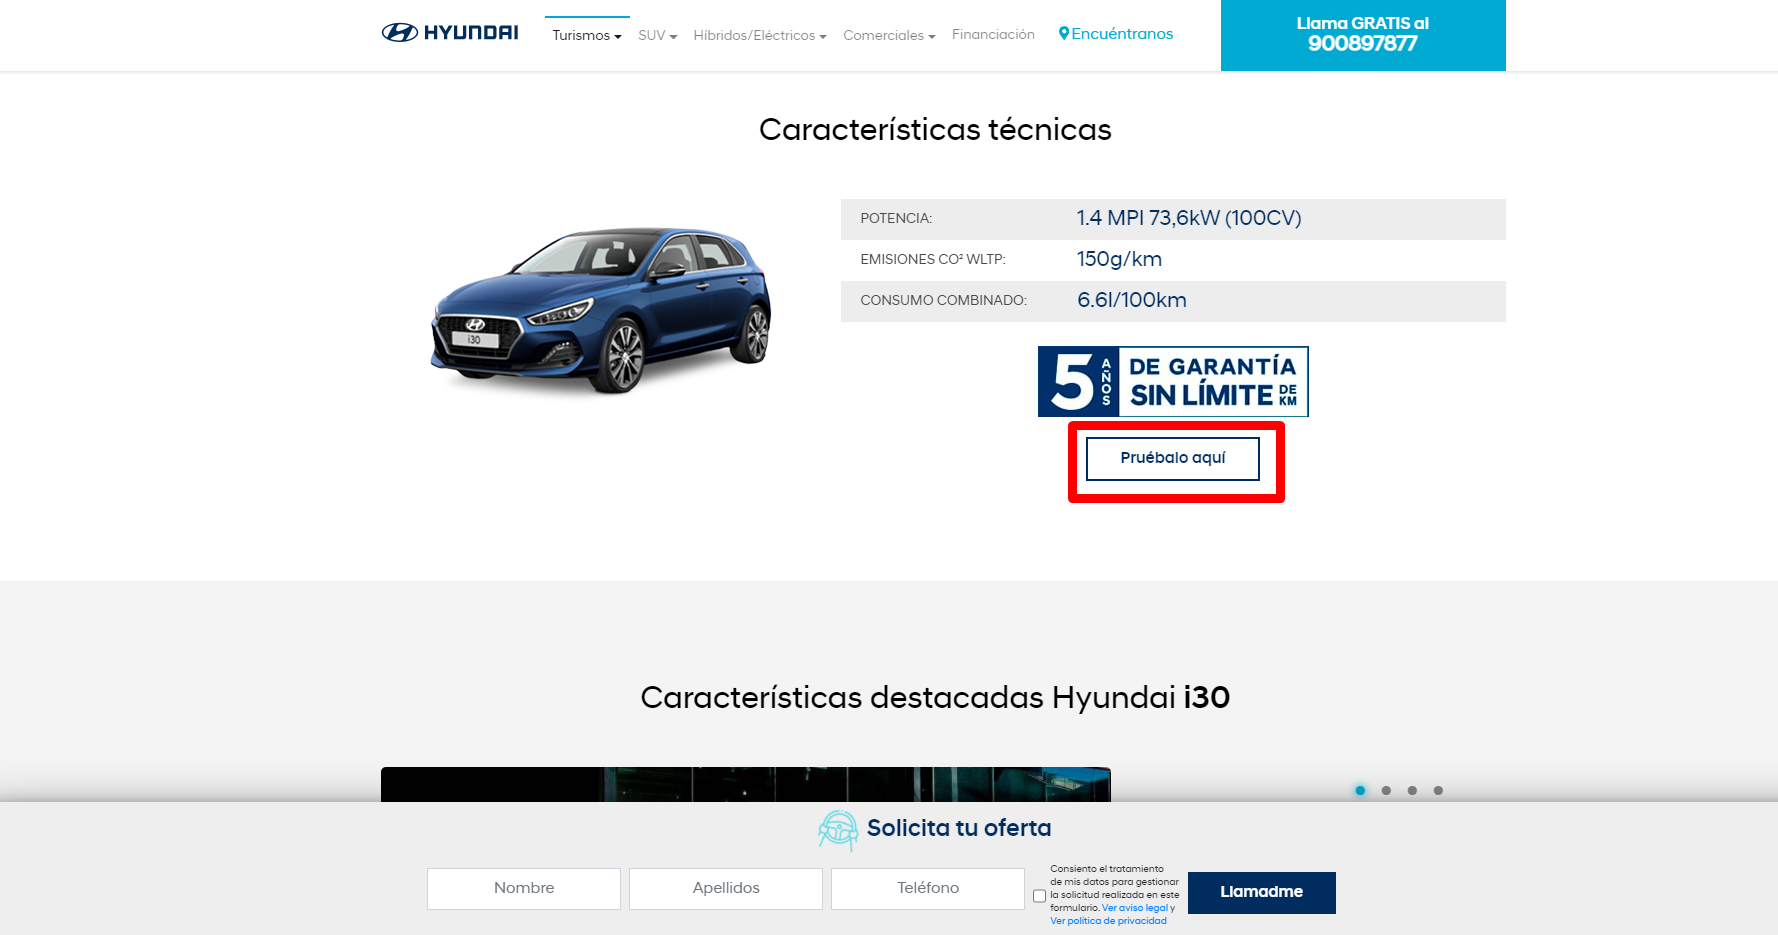 HYUNDAI
Turismos
SUV
Híbridos/Eléctricos
Comerciales
Financiación
Encuéntranos
Llama GRATIS al
900897877
Características técnicas
i30
POTENCIA: 1.4 MPI 73,6kW (100CV)
EMISIONES CO² WLTP: 150g/km
CONSUMO COMBINADO: 6.6l/100km
5 AÑOS
DE GARANTÍA
SIN LÍMITE DE KM
Pruébalo aquí
Características destacadas Hyundai i30
Solicita tu oferta
Nombre
Apellidos
Teléfono
Consiento el tratamiento
de mis datos para gestionar
la solicitud realizada en este
formulario. Ver aviso legal y
Ver política de privacidad
Llamadme